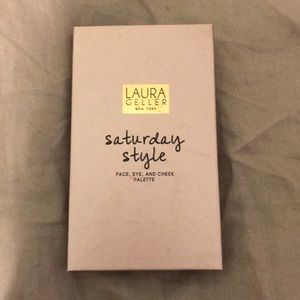 LAURA
GELLER
NEW YORK
saturday
style
FACE, EYE, AND CHEEK
PALETTE